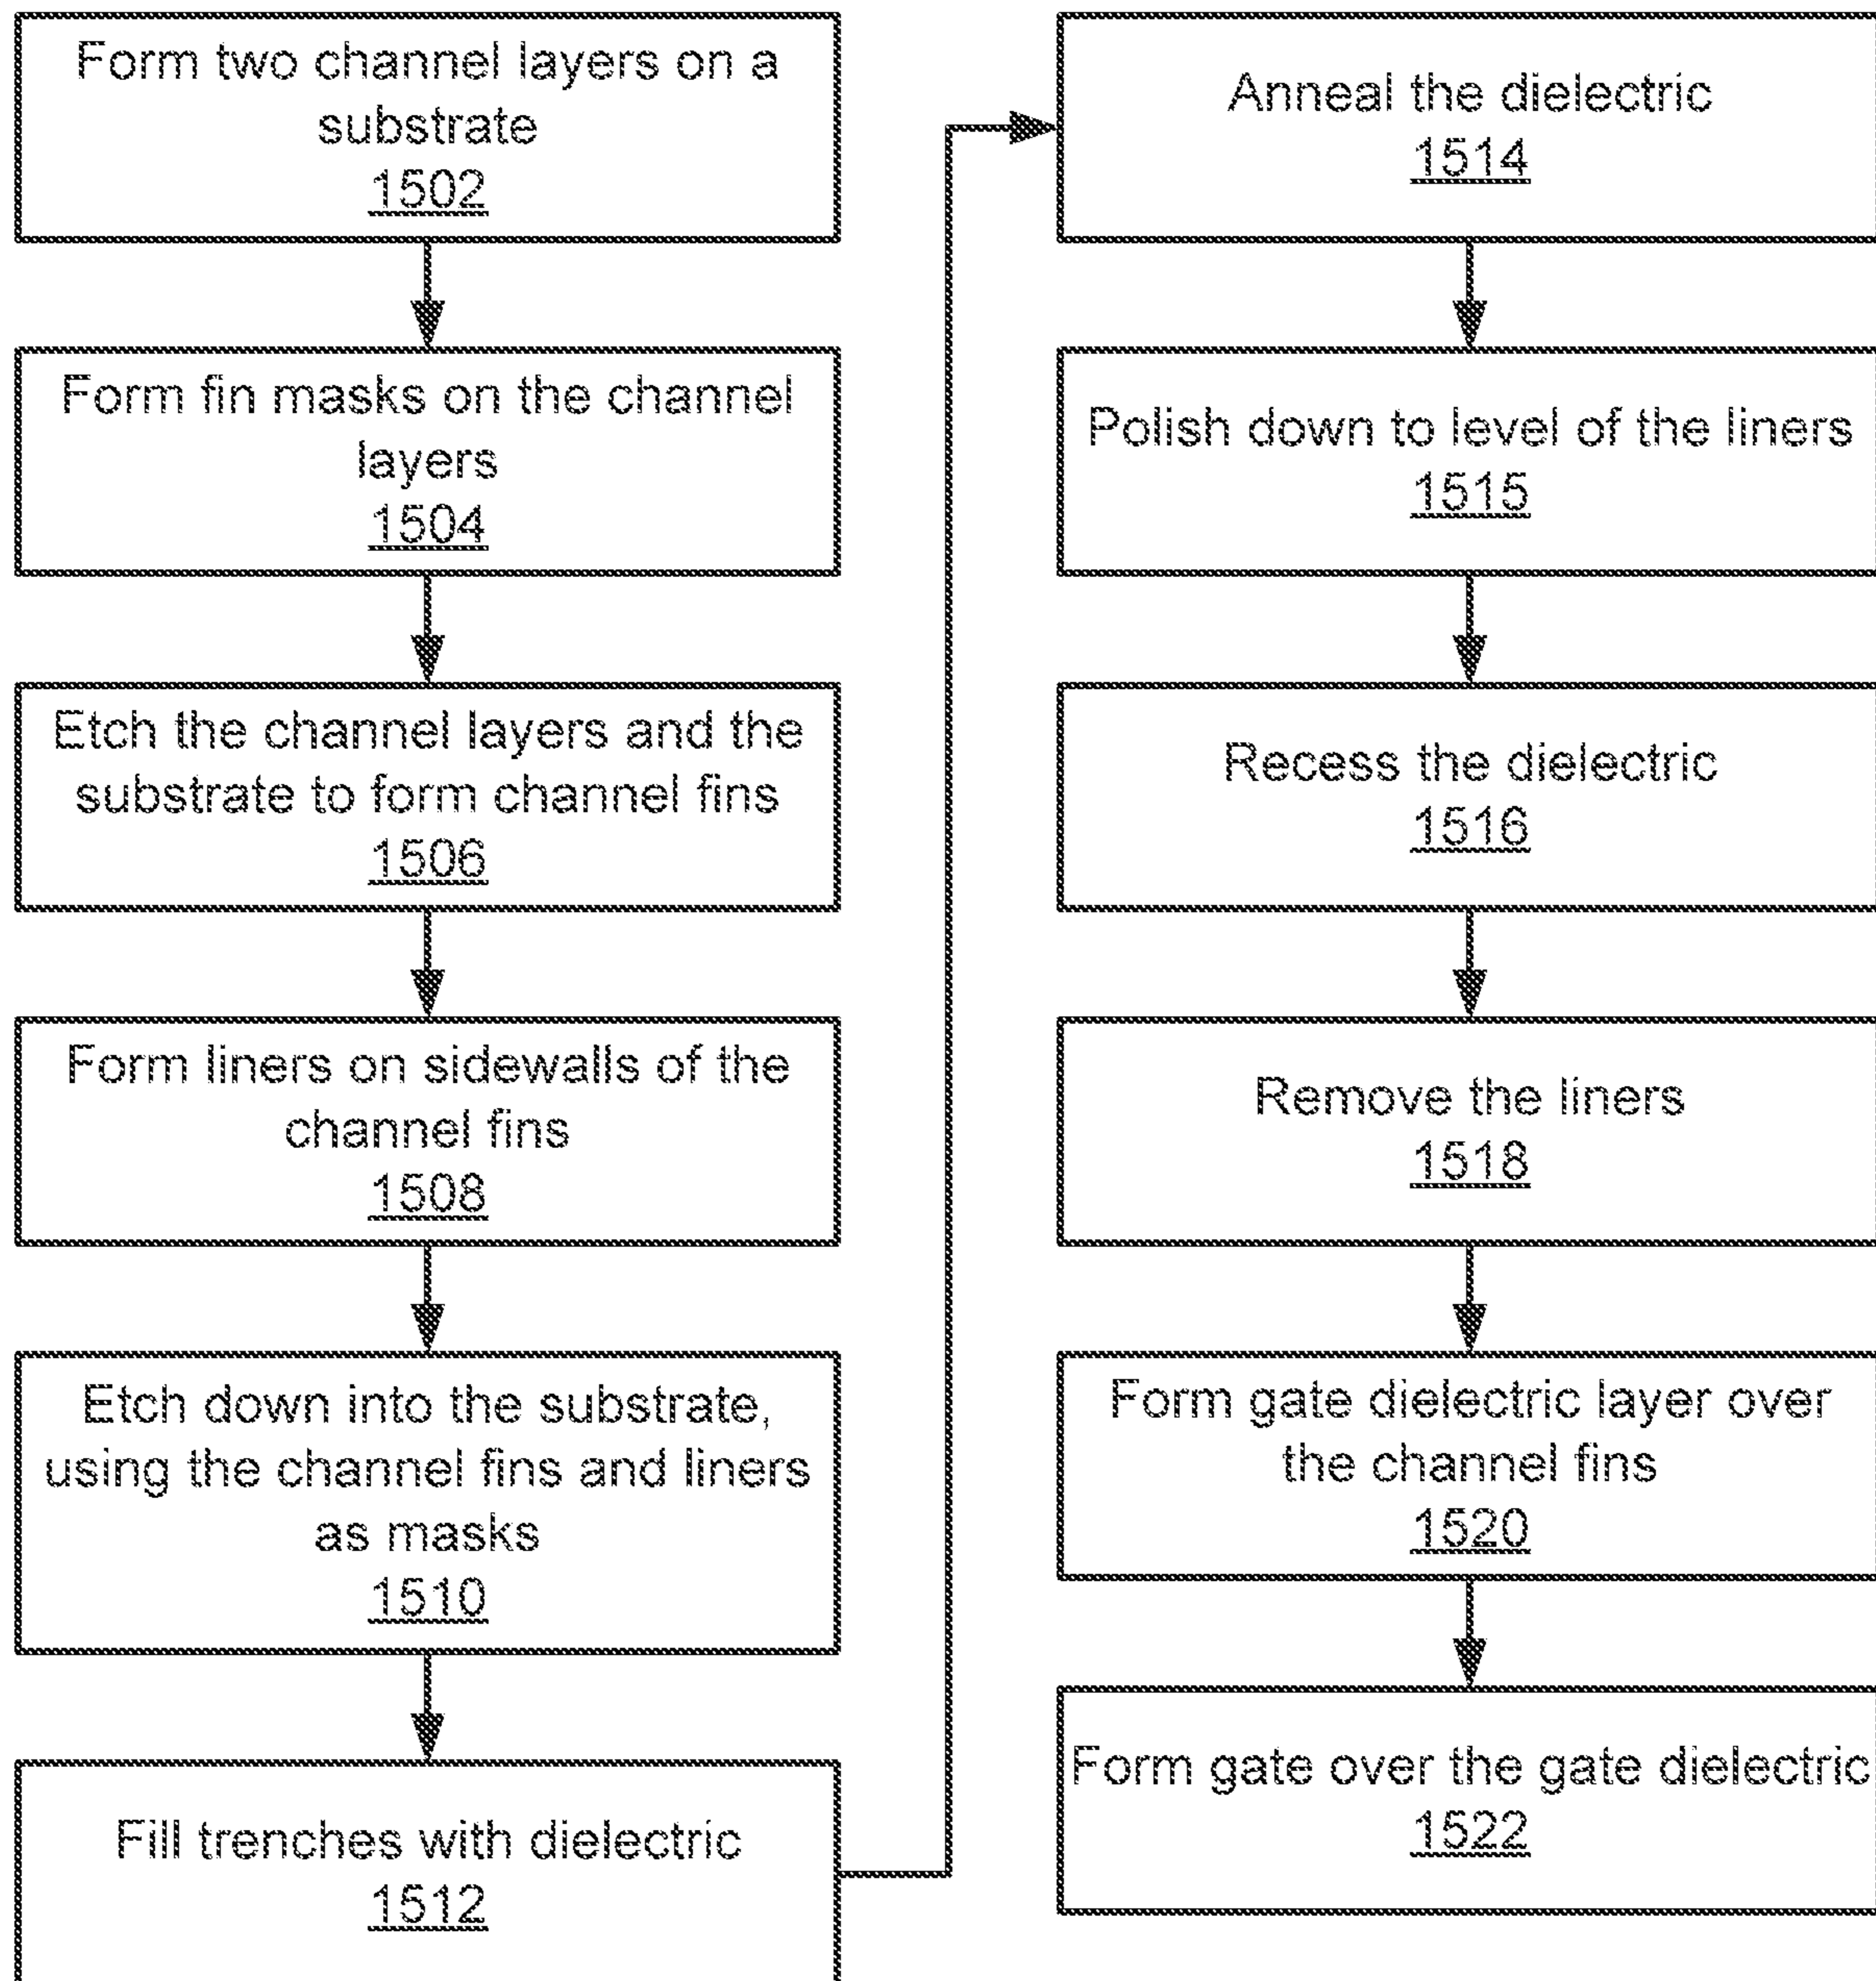 Form two channel layers on a
substrate
1502
Form fin masks on the channel
layers
1504
Etch the channel layers and the
substrate to form channel fins
1506
Form liners on sidewalls of the
channel fins
1508
Etch down into the substrate,
using the channel fins and liners
as masks
1510
Fill trenches with dielectric
1512
Anneal the dielectric
1514
Polish down to level of the liners
1515
Recess the dielectric
1516
Remove the liners
1518
Form gate dielectric layer over
the channel fins
1520
Form gate over the gate dielectric
1522